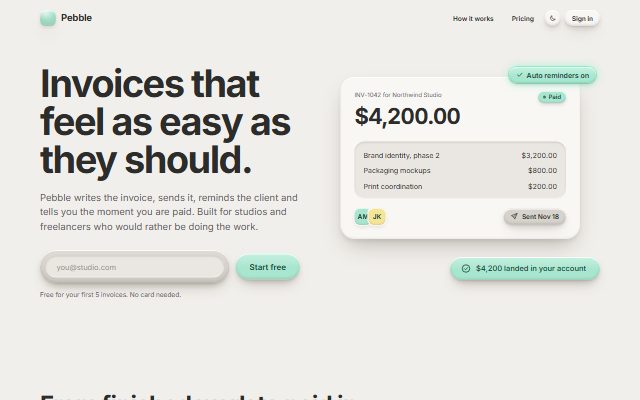 Pebble
How it works
Pricing
Sign in
Invoices that
feel as easy as
they should.
Pebble writes the invoice, sends it, reminds the client and
tells you the moment you are paid. Built for studios and
freelancers who would rather be doing the work.
you@studio.com
Start free
Free for your first 5 invoices. No card needed.
Auto reminders on
INV-1042 for Northwind Studio
Paid
$4,200.00
Brand identity, phase 2 $3,200.00
Packaging mockups $800.00
Print coordination $200.00
AM JK
Sent Nov 18
$4,200 landed in your account